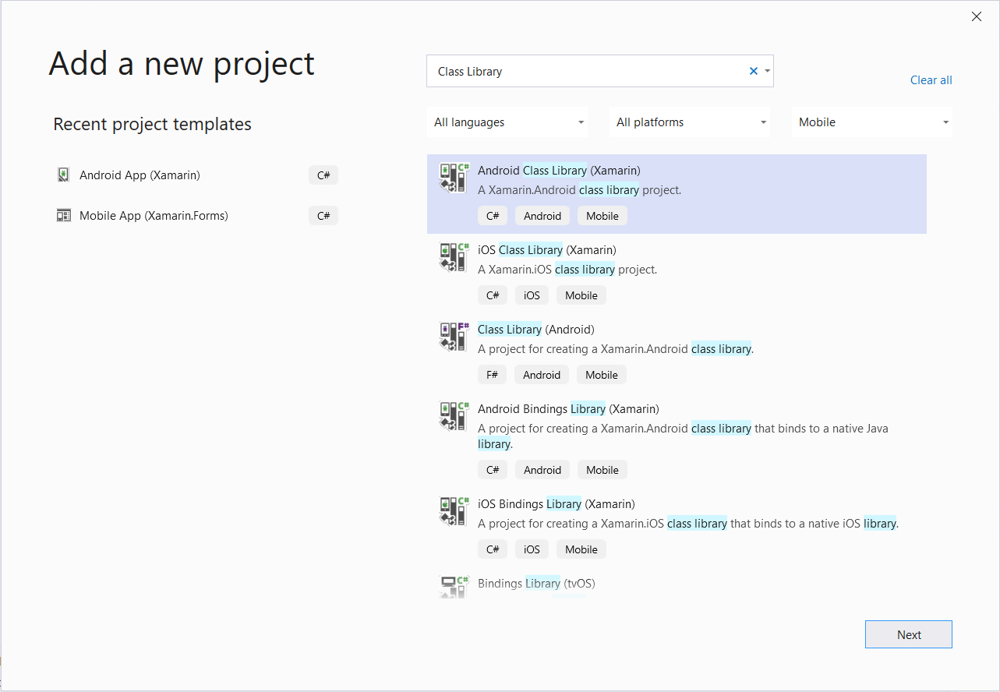 Add a new project
Class Library
Clear all
Recent project templates
All languages
All platforms
Mobile
Android App (Xamarin)
C#
Mobile App (Xamarin.Forms)
C#
C#
Android Class Library (Xamarin)
A Xamarin.Android class library project.
C# Android Mobile
C#
iOS Class Library (Xamarin)
A Xamarin.iOS class library project.
C# iOS Mobile
F#
Class Library (Android)
A project for creating a Xamarin.Android class library.
F# Android Mobile
C#
Android Bindings Library (Xamarin)
A project for creating a Xamarin.Android class library that binds to a native Java
library.
C# Android Mobile
C#
iOS Bindings Library (Xamarin)
A project for creating a Xamarin.iOS class library that binds to a native iOS library.
C# iOS Mobile
C#
Bindings Library (tvOS)
Next